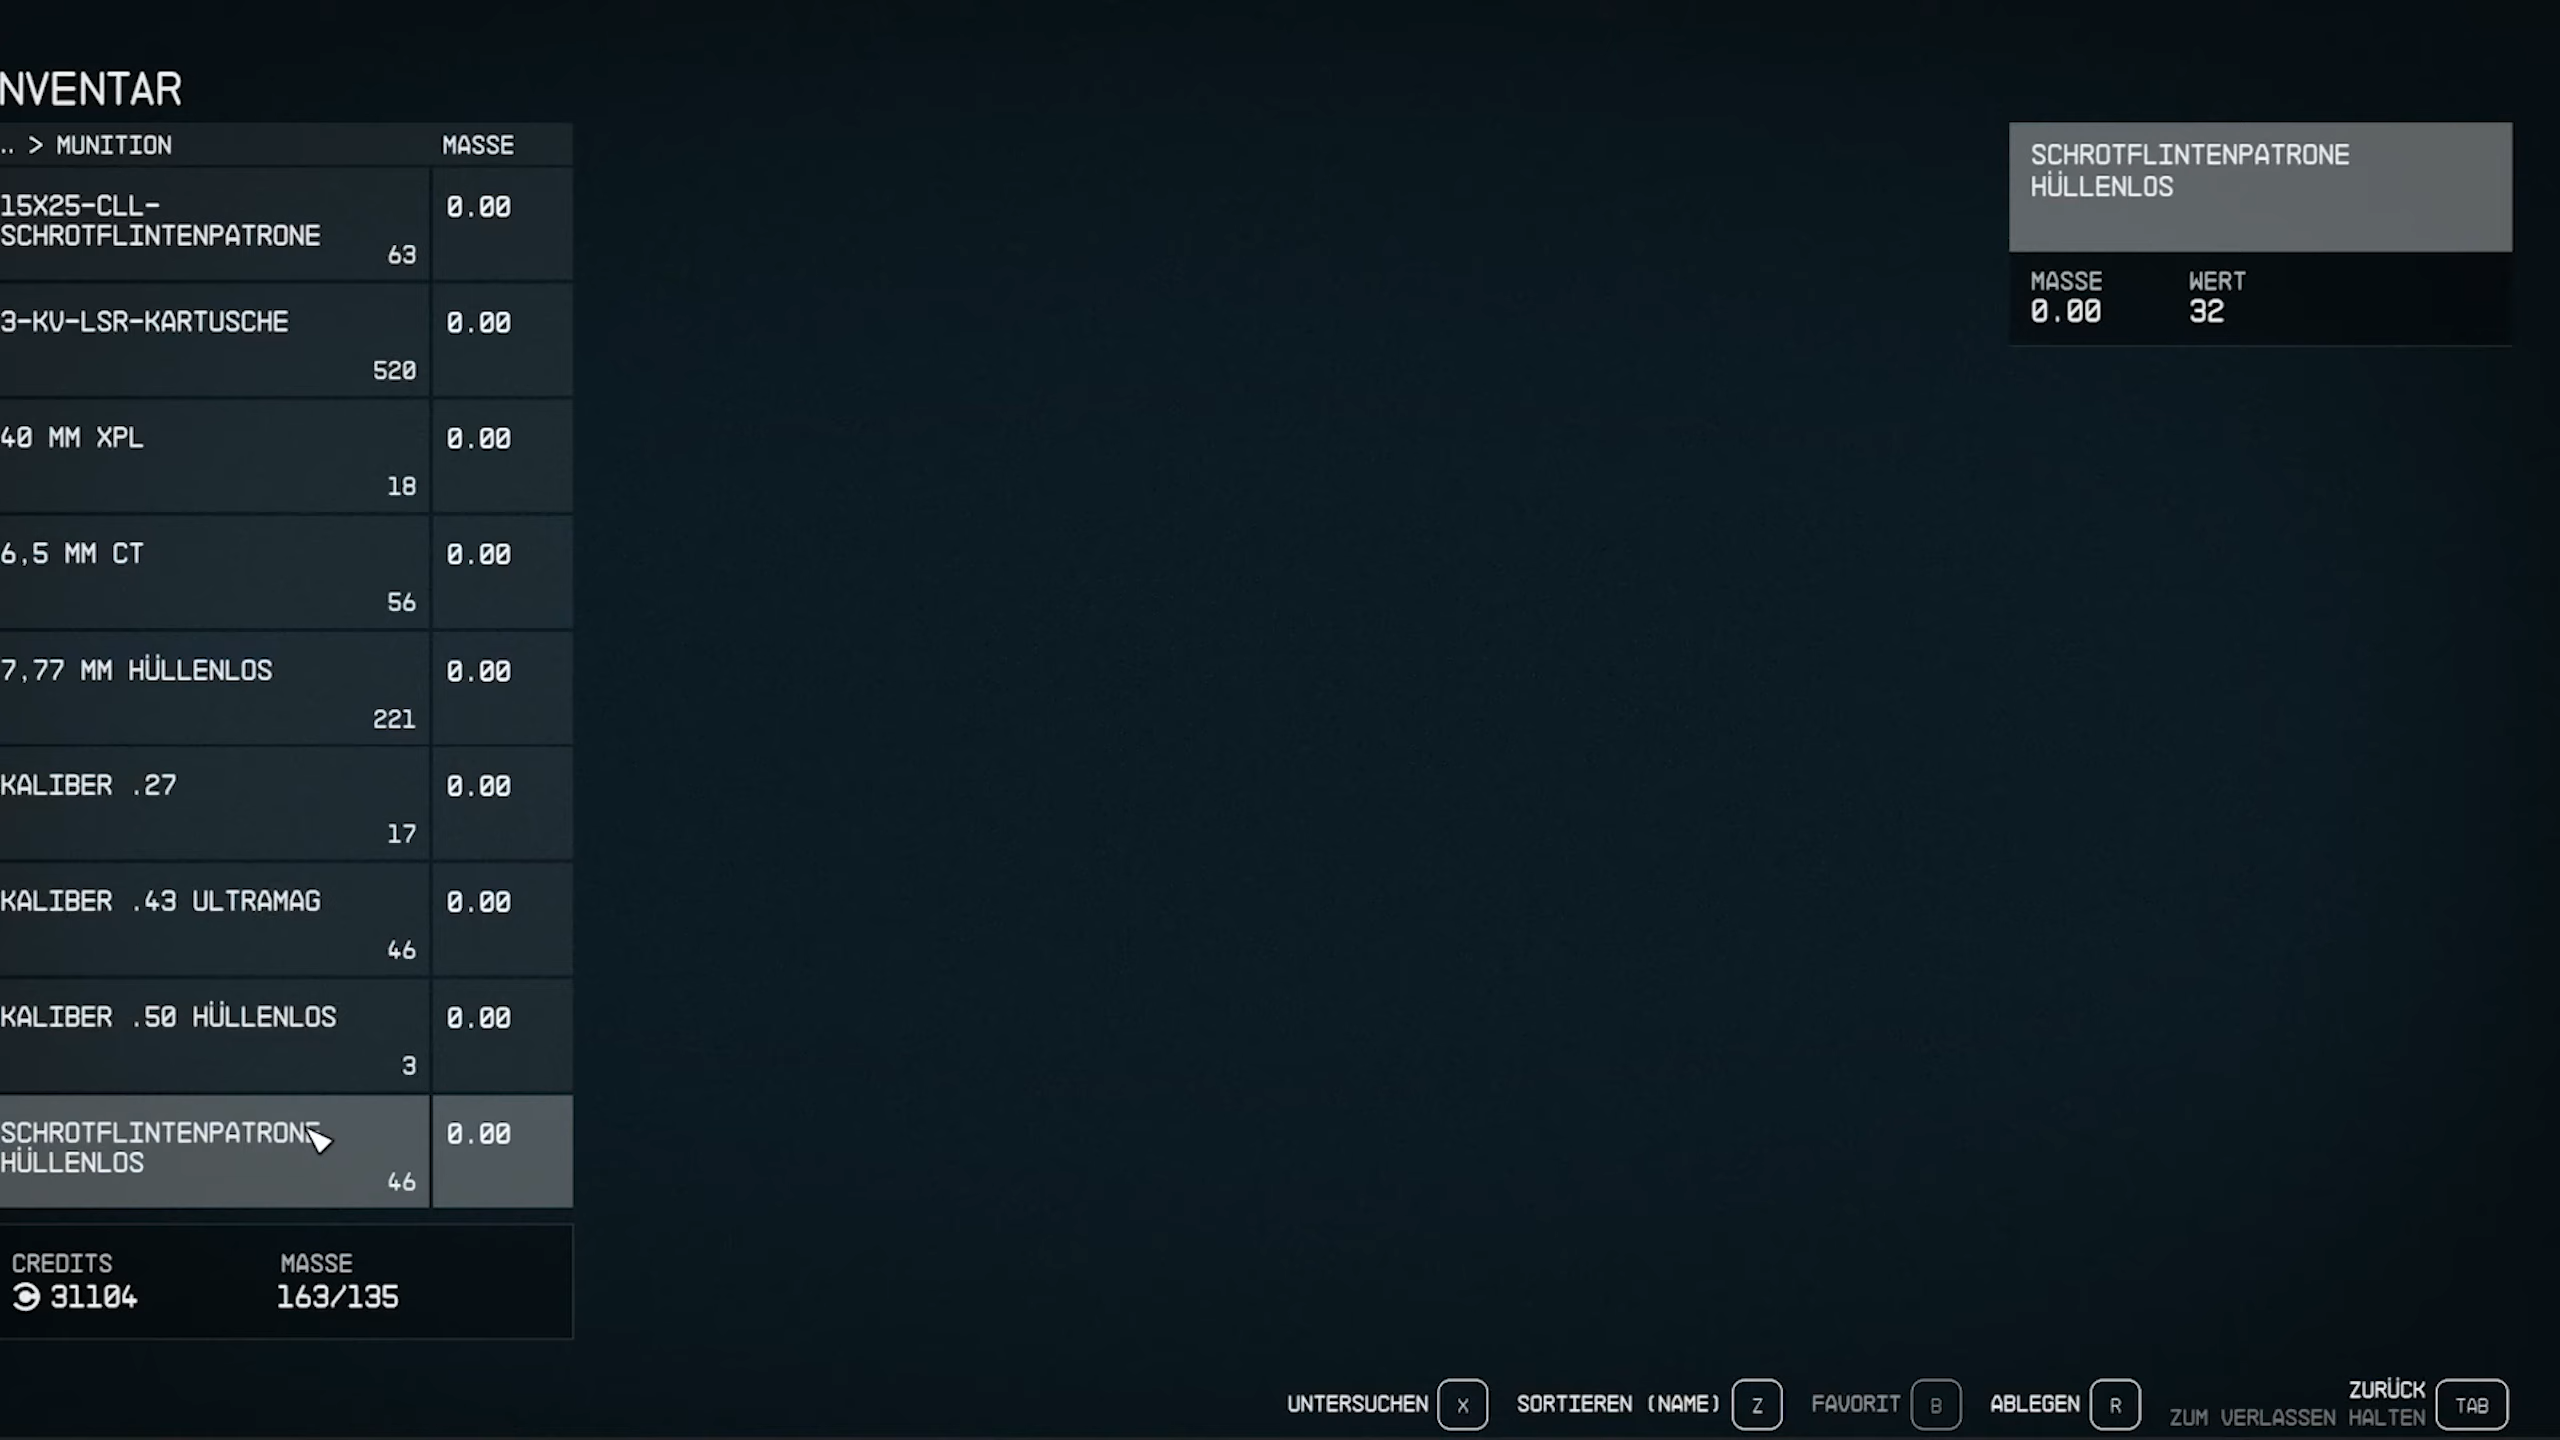 NVENTAR
.. > MUNITION MASSE
15X25-CLL-
SCHROTFLINTENPATRONE
63
0.00
3-KV-LSR-KARTUSCHE
520
0.00
40 MM XPL
18
0.00
6,5 MM CT
56
0.00
7,77 MM HÜLLENLOS
221
0.00
KALIBER .27
17
0.00
KALIBER .43 ULTRAMAG
46
0.00
KALIBER .50 HÜLLENLOS
3
0.00
SCHROTFLINTENPATRONE
HÜLLENLOS
46
0.00
CREDITS MASSE
31104 163/135
SCHROTFLINTENPATRONE
HÜLLENLOS
MASSE WERT
0.00 32
UNTERSUCHEN X SORTIEREN (NAME) Z FAVORIT B ABLEGEN R
ZURÜCK
ZUM VERLASSEN HALTEN TAB